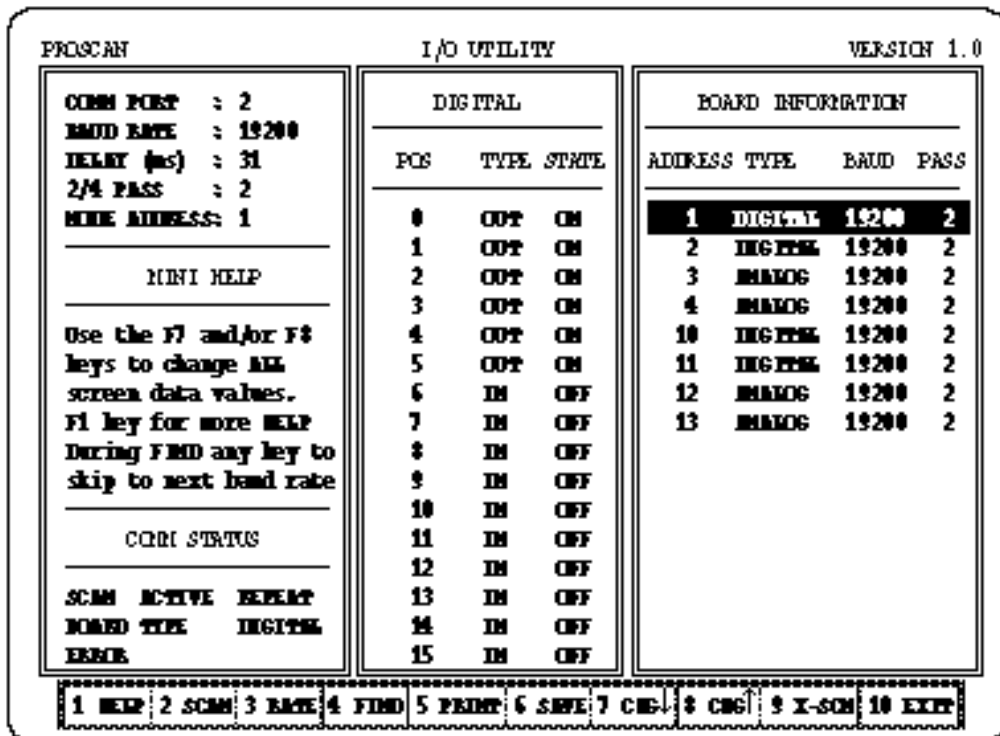 PROSCAN I/O UTILITY VERSION 1.0
COMM PORT : 2
BAUD RATE : 19200
DELAY (ms) : 31
2/4 PASS : 2
MODE ADDRESS: 1
MINI HELP
Use the F7 and/or F8
keys to change ALL
screen data values.
F1 key for more HELP
During FIND any key to
skip to next baud rate
COMM STATUS
SCAN ACTIVE REPEAT
BOARD TYPE DIGITAL
ERROR
DIGITAL
POS TYPE STATE
0 OUT ON
1 OUT ON
2 OUT ON
3 OUT ON
4 OUT ON
5 OUT ON
6 IN OFF
7 IN OFF
8 IN OFF
9 IN OFF
10 IN OFF
11 IN OFF
12 IN OFF
13 IN OFF
14 IN OFF
15 IN OFF
BOARD INFORMATION
ADDRESS TYPE BAUD PASS
1 DIGITAL 19200 2
2 DIGITAL 19200 2
3 ANALOG 19200 2
4 ANALOG 19200 2
10 DIGITAL 19200 2
11 DIGITAL 19200 2
12 ANALOG 19200 2
13 ANALOG 19200 2
1 HELP 2 SCAN 3 RATE 4 FIND 5 PRINT 6 SAVE 7 CHG↓ 8 CHG↑ 9 X-SCN 10 EXIT